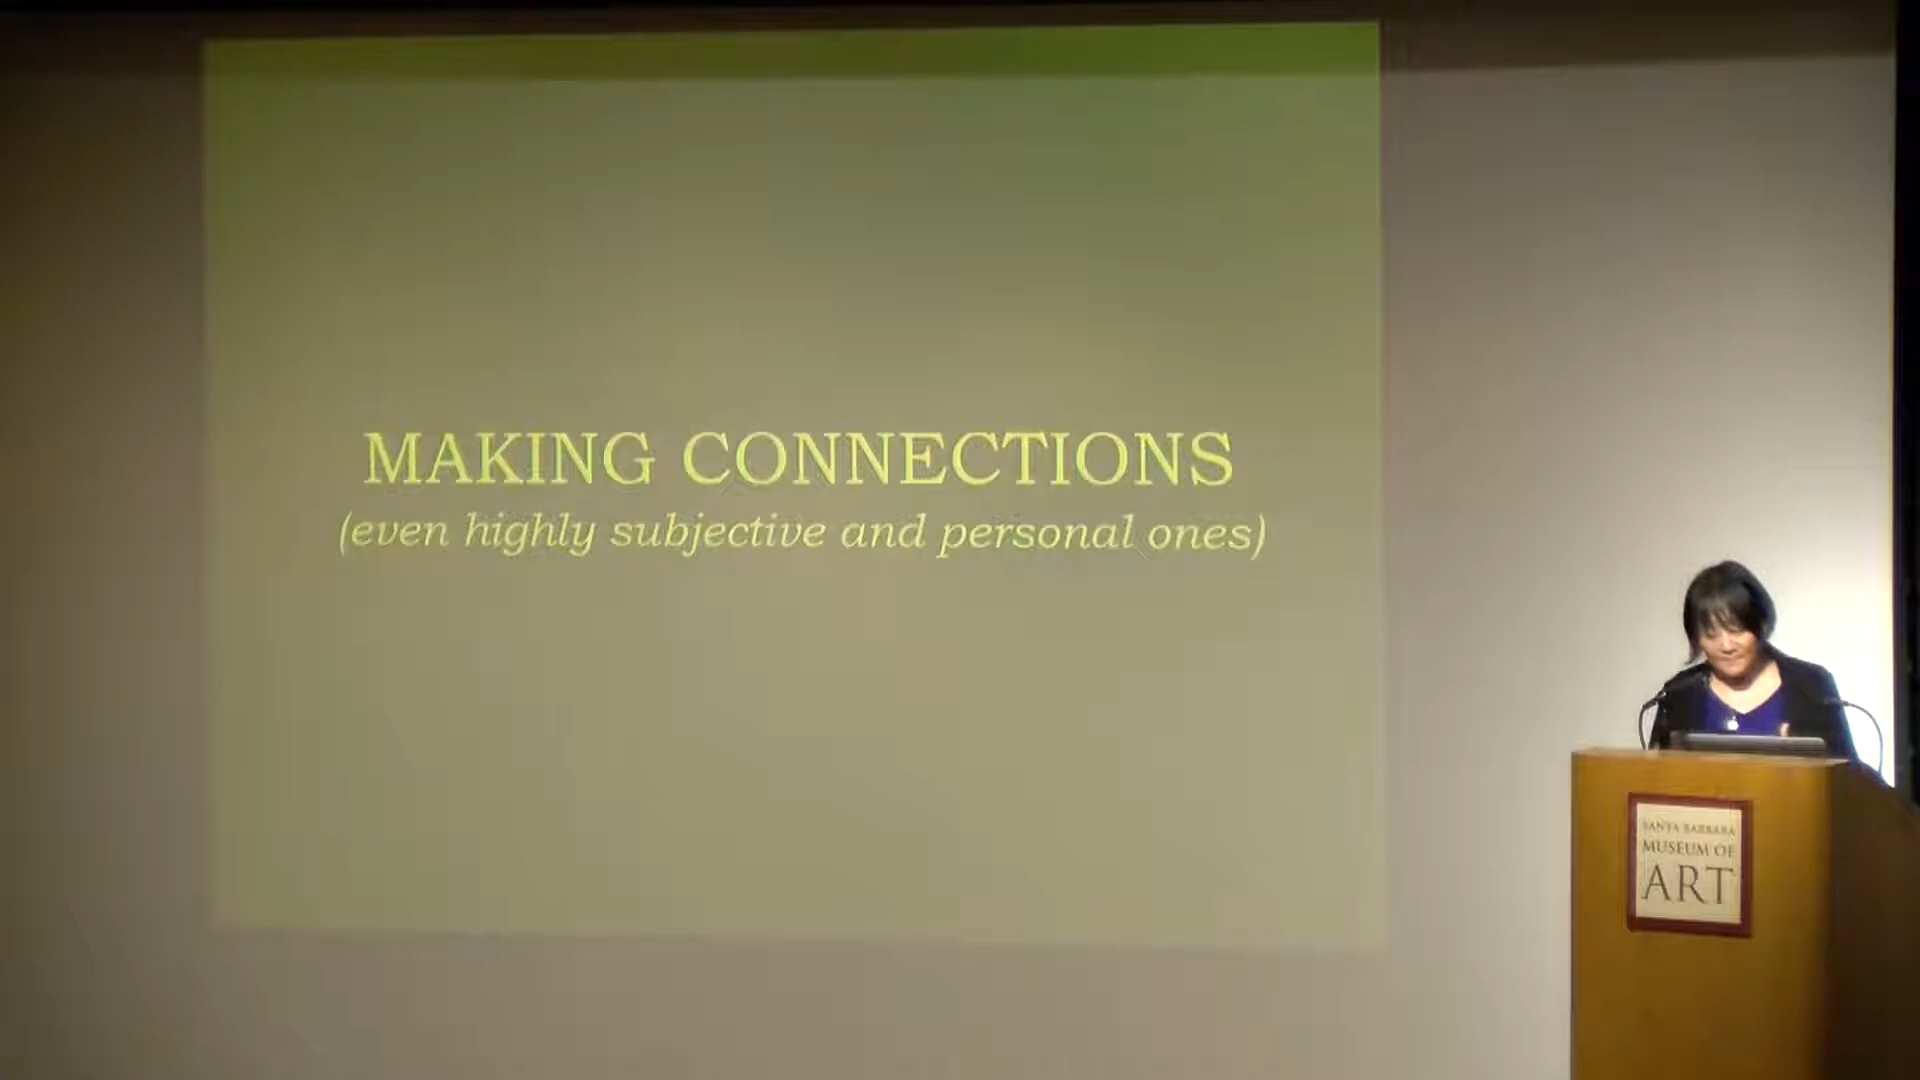 MAKING CONNECTIONS
(even highly subjective and personal ones)
SANTA BARBARA
MUSEUM OF
ART